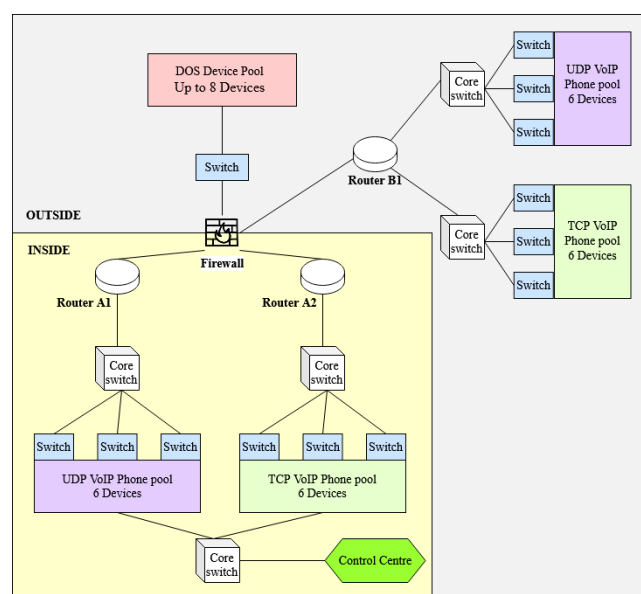 DOS Device Pool
Up to 8 Devices
Switch
OUTSIDE
Switch
Switch
Switch
UDP VoIP
Phone pool
6 Devices
Core
switch
Router B1
Core
switch
Switch
Switch
Switch
TCP VoIP
Phone pool
6 Devices
INSIDE
Firewall
Router A1
Router A2
Core
switch
Core
switch
Switch
Switch
Switch
Switch
Switch
Switch
UDP VoIP Phone pool
6 Devices
TCP VoIP Phone pool
6 Devices
Core
switch
Control Centre